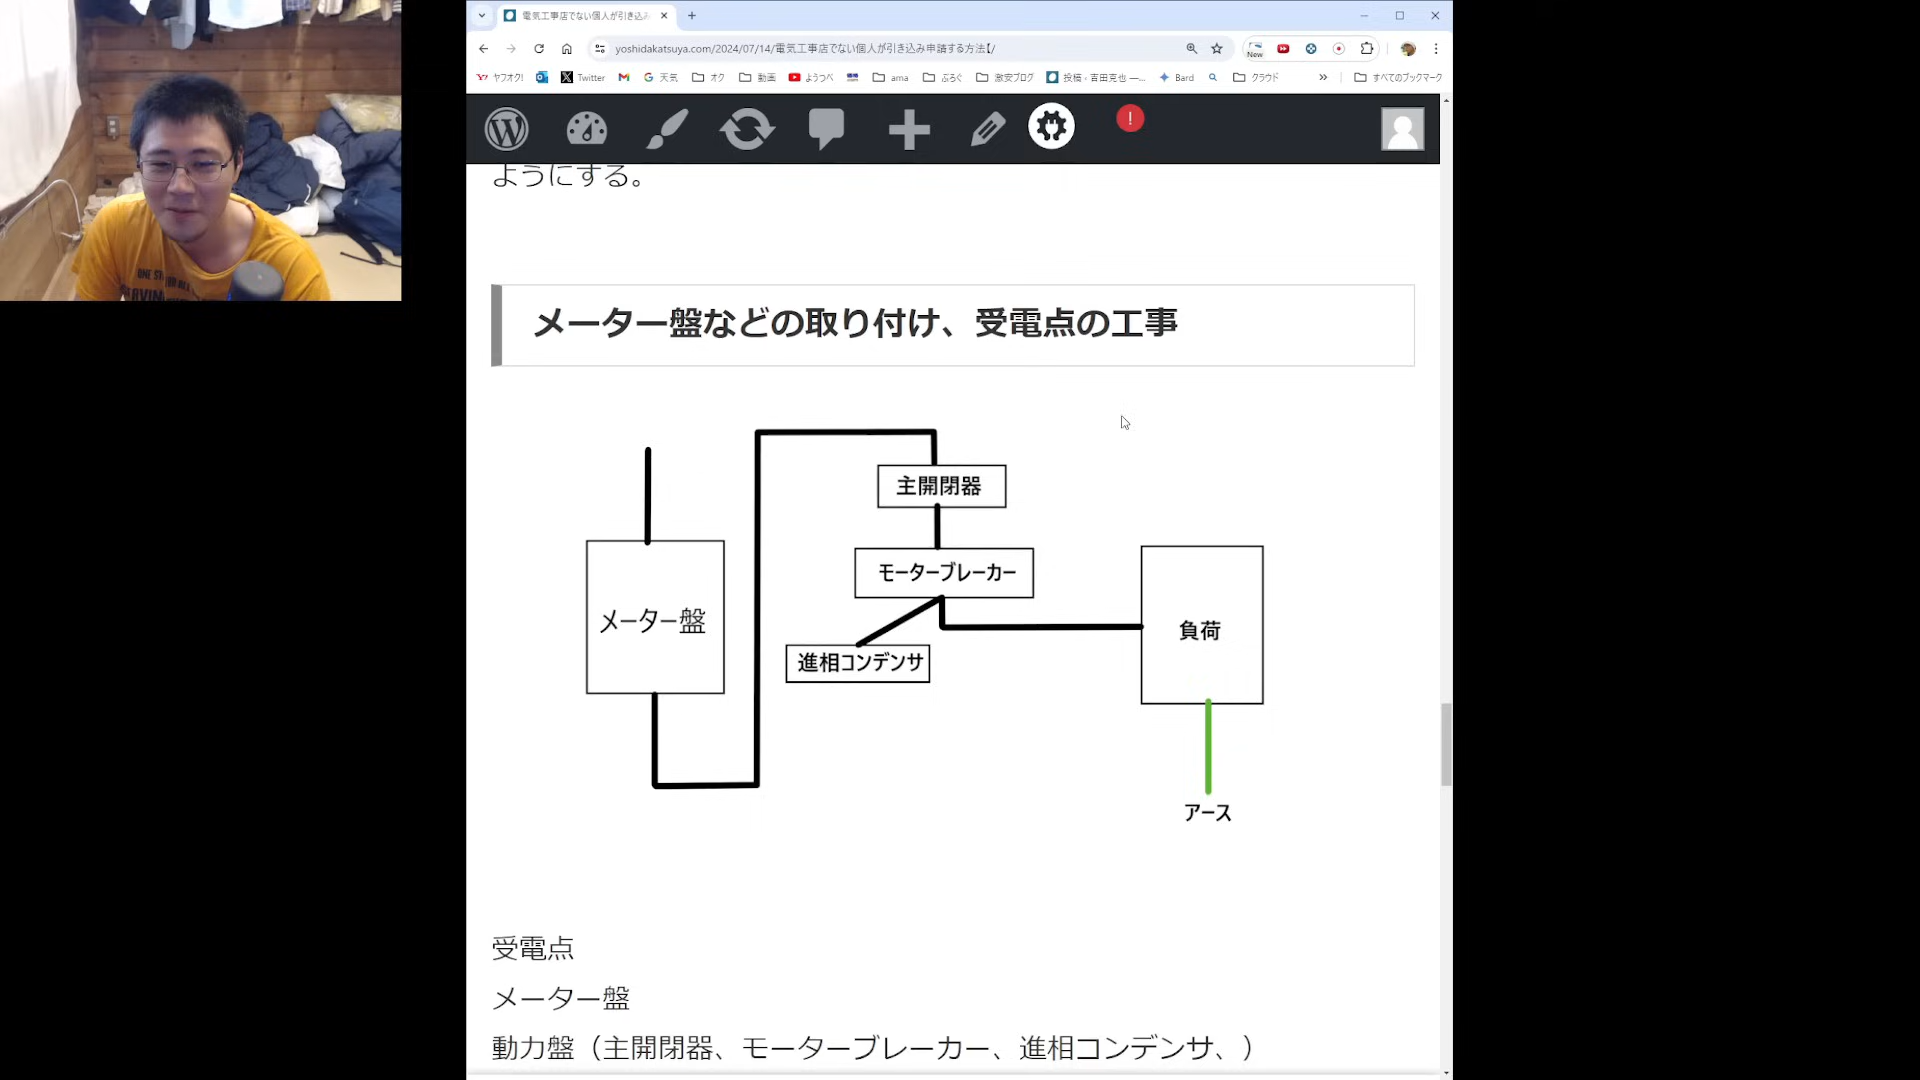 電気工事店でない個人が引き込み
yoshidakatsuya.com/2024/07/14/電気工事店でない個人が引き込み申請する方法【/
New
ヤフオク!
Twitter
天気
オク
動画
ようつべ
ama
ぶろぐ
激安ブログ
投稿 ‹ 吉田克也 —...
Bard
クラウド
»
すべてのブックマーク
!
ようにする。
メーター盤などの取り付け、受電点の工事
主開閉器
モーターブレーカー
メーター盤
負荷
進相コンデンサ
アース
受電点
メーター盤
動力盤（主開閉器、モーターブレーカー、進相コンデンサ、）